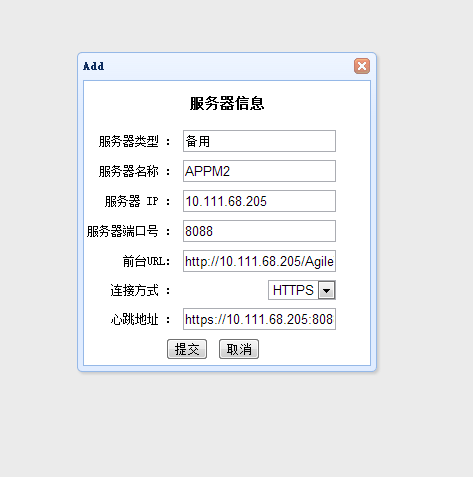 Add
服务器信息
服务器类型 : 备用
服务器名称 : APPM2
服务器 IP : 10.111.68.205
服务器端口号 : 8088
前台URL: http://10.111.68.205/Agile
连接方式 : HTTPS
心跳地址 : https://10.111.68.205:808
提交 取消